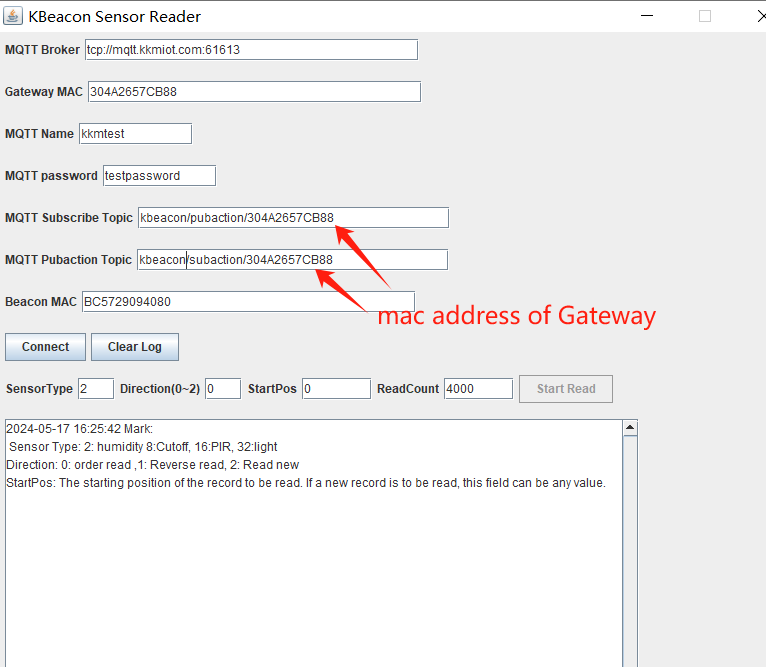 KBeacon Sensor Reader
MQTT Broker tcp://mqtt.kkmiot.com:61613
Gateway MAC 304A2657CB88
MQTT Name kkmtest
MQTT password testpassword
MQTT Subscribe Topic kbeacon/pubaction/304A2657CB88
MQTT Pubaction Topic kbeacon/subaction/304A2657CB88
Beacon MAC BC5729094080
mac address of Gateway
Connect Clear Log
SensorType 2 Direction(0~2) 0 StartPos 0 ReadCount 4000 Start Read
2024-05-17 16:25:42 Mark:
Sensor Type: 2: humidity 8:Cutoff, 16:PIR, 32:light
Direction: 0: order read ,1: Reverse read, 2: Read new
StartPos: The starting position of the record to be read. If a new record is to be read, this field can be any value.